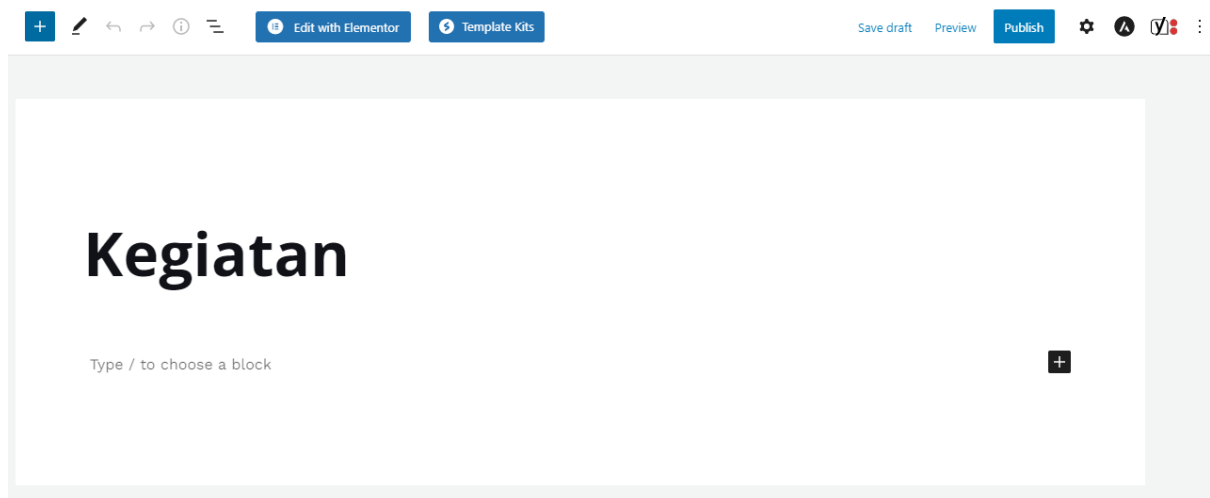 Edit with Elementor Template Kits Save draft Preview Publish
Kegiatan
Type / to choose a block